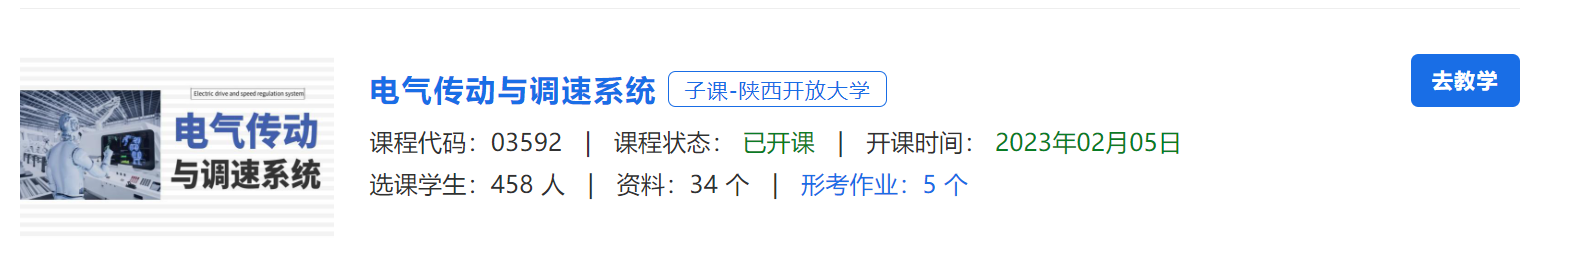 Electric drive and speed regulation system
电气传动
与调速系统
电气传动与调速系统 子课-陕西开放大学
去教学
课程代码：03592 | 课程状态： 已开课 | 开课时间： 2023年02月05日
选课学生：458 人 | 资料：34 个 | 形考作业：5 个